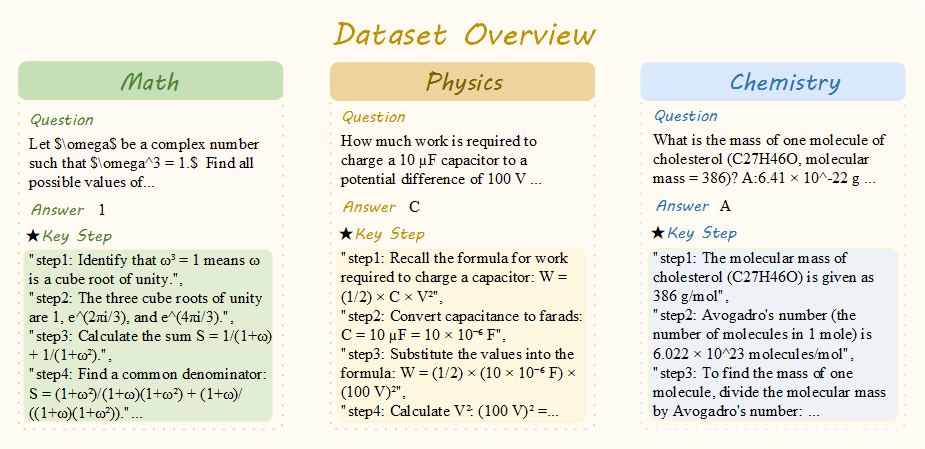 Dataset Overview
Math
Question
Let $\omega$ be a complex number
such that $\omega^3 = 1.$ Find all
possible values of...
Answer 1
★Key Step
"step1: Identify that ω³ = 1 means ω
is a cube root of unity.",
"step2: The three cube roots of unity
are 1, e^(2πi/3), and e^(4πi/3).",
"step3: Calculate the sum S = 1/(1+ω)
+ 1/(1+ω²).",
"step4: Find a common denominator:
S = (1+ω²)/(1+ω)(1+ω²) + (1+ω)/
((1+ω)(1+ω²))."...
Physics
Question
How much work is required to
charge a 10 μF capacitor to a
potential difference of 100 V ...
Answer C
★Key Step
"step1: Recall the formula for work
required to charge a capacitor: W =
(1/2) × C × V²",
"step2: Convert capacitance to farads:
C = 10 μF = 10 × 10⁻⁶ F",
"step3: Substitute the values into the
formula: W = (1/2) × (10 × 10⁻⁶ F) ×
(100 V)²",
"step4: Calculate V²: (100 V)² =...
Chemistry
Question
What is the mass of one molecule of
cholesterol (C27H46O, molecular
mass = 386)? A:6.41 × 10^-22 g ...
Answer A
★Key Step
"step1: The molecular mass of
cholesterol (C27H46O) is given as
386 g/mol",
"step2: Avogadro's number (the
number of molecules in 1 mole) is
6.022 × 10^23 molecules/mol",
"step3: To find the mass of one
molecule, divide the molecular mass
by Avogadro's number: ...